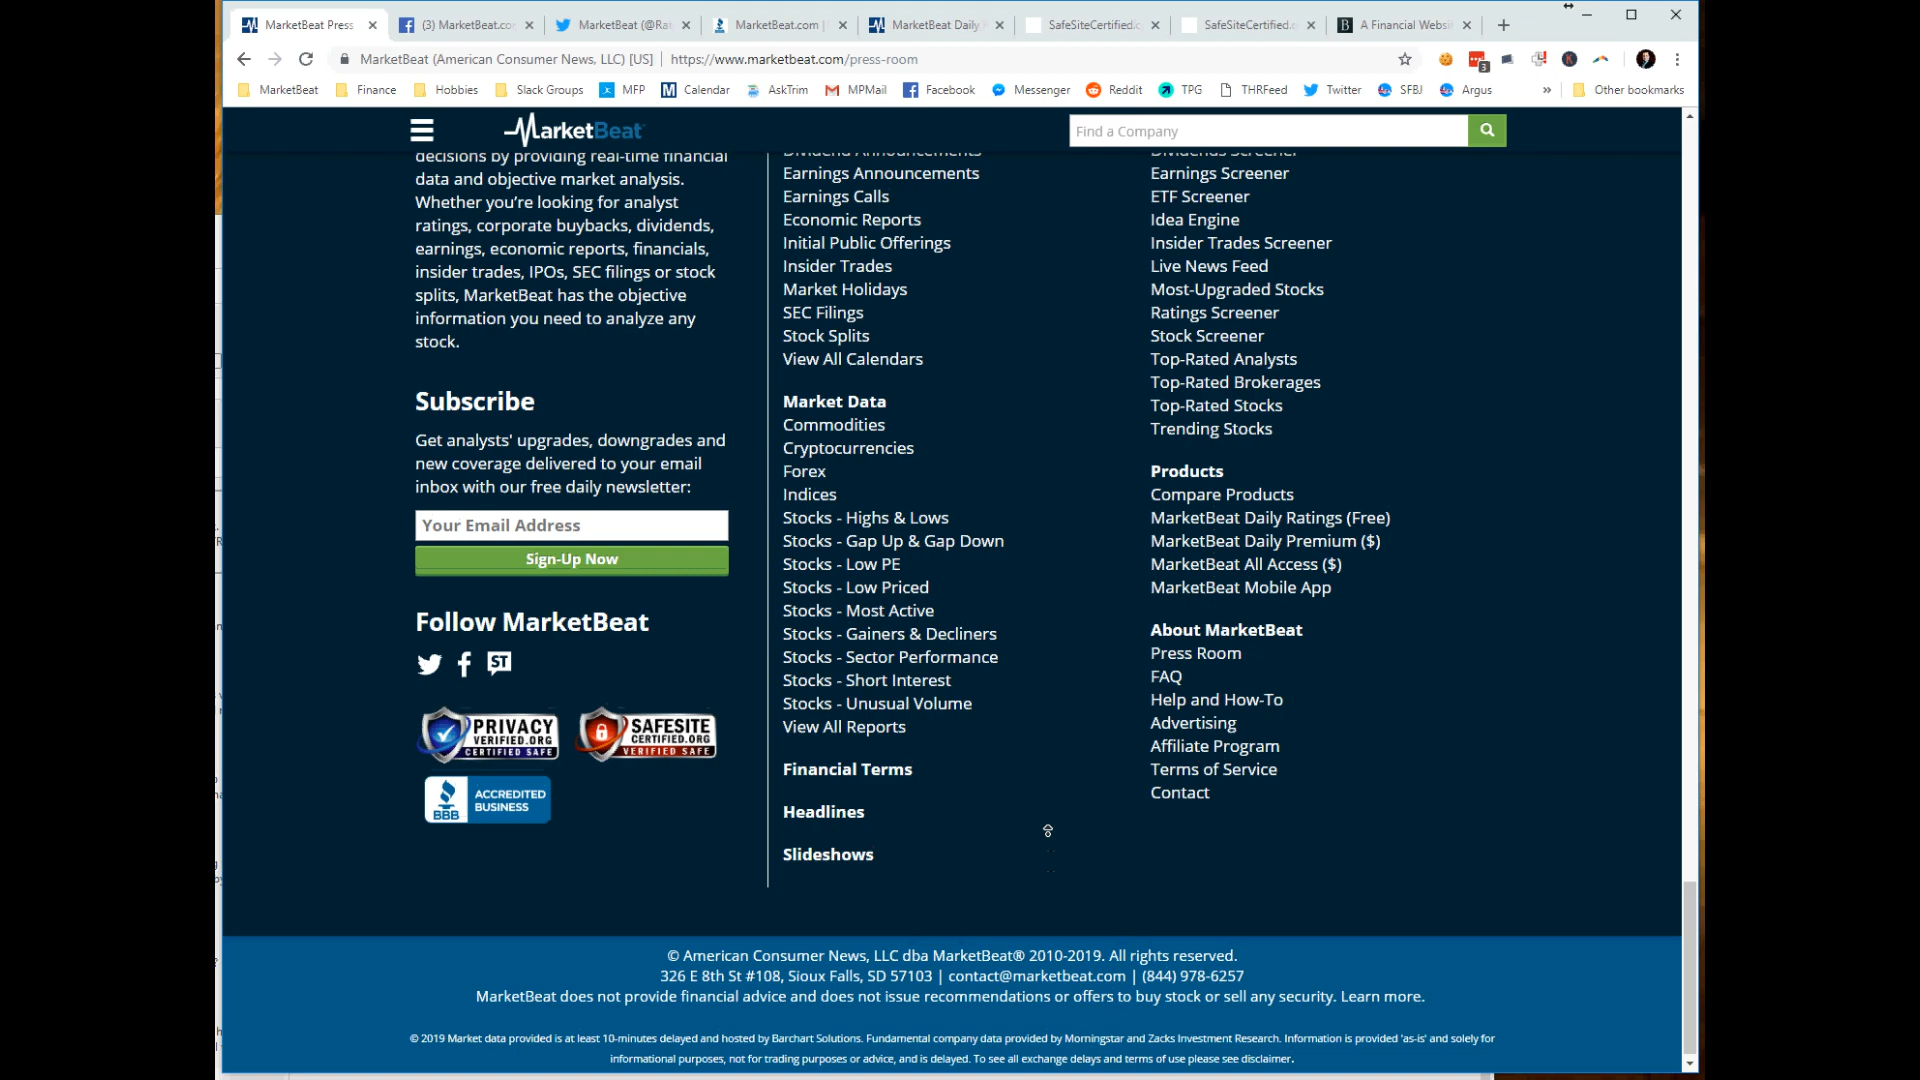 MarketBeat Press
(3) MarketBeat.co
MarketBeat (@Ra
MarketBeat.com |
MarketBeat Daily
SafeSiteCertified.c
SafeSiteCertified.c
A Financial Websi
MarketBeat (American Consumer News, LLC) [US] | https://www.marketbeat.com/press-room
3
MarketBeat Finance Hobbies Slack Groups MFP Calendar AskTrim MPMail Facebook Messenger Reddit TPG THRFeed Twitter SFBJ Argus » Other bookmarks
MarketBeat
Find a Company
decisions by providing real-time financial
data and objective market analysis.
Whether you're looking for analyst
ratings, corporate buybacks, dividends,
earnings, economic reports, financials,
insider trades, IPOs, SEC filings or stock
splits, MarketBeat has the objective
information you need to analyze any
stock.
Subscribe
Get analysts' upgrades, downgrades and
new coverage delivered to your email
inbox with our free daily newsletter:
Your Email Address
Sign-Up Now
Follow MarketBeat
ST
PRIVACY
VERIFIED.ORG
CERTIFIED SAFE
SAFESITE
CERTIFIED.ORG
VERIFIED SAFE
BBB
ACCREDITED
BUSINESS
Dividend Announcements
Earnings Announcements
Earnings Calls
Economic Reports
Initial Public Offerings
Insider Trades
Market Holidays
SEC Filings
Stock Splits
View All Calendars
Market Data
Commodities
Cryptocurrencies
Forex
Indices
Stocks - Highs & Lows
Stocks - Gap Up & Gap Down
Stocks - Low PE
Stocks - Low Priced
Stocks - Most Active
Stocks - Gainers & Decliners
Stocks - Sector Performance
Stocks - Short Interest
Stocks - Unusual Volume
View All Reports
Financial Terms
Headlines
Slideshows
Dividends Screener
Earnings Screener
ETF Screener
Idea Engine
Insider Trades Screener
Live News Feed
Most-Upgraded Stocks
Ratings Screener
Stock Screener
Top-Rated Analysts
Top-Rated Brokerages
Top-Rated Stocks
Trending Stocks
Products
Compare Products
MarketBeat Daily Ratings (Free)
MarketBeat Daily Premium ($)
MarketBeat All Access ($)
MarketBeat Mobile App
About MarketBeat
Press Room
FAQ
Help and How-To
Advertising
Affiliate Program
Terms of Service
Contact
© American Consumer News, LLC dba MarketBeat® 2010-2019. All rights reserved.
326 E 8th St #108, Sioux Falls, SD 57103 | contact@marketbeat.com | (844) 978-6257
MarketBeat does not provide financial advice and does not issue recommendations or offers to buy stock or sell any security. Learn more.
© 2019 Market data provided is at least 10-minutes delayed and hosted by Barchart Solutions. Fundamental company data provided by Morningstar and Zacks Investment Research. Information is provided 'as-is' and solely for
informational purposes, not for trading purposes or advice, and is delayed. To see all exchange delays and terms of use please see disclaimer.